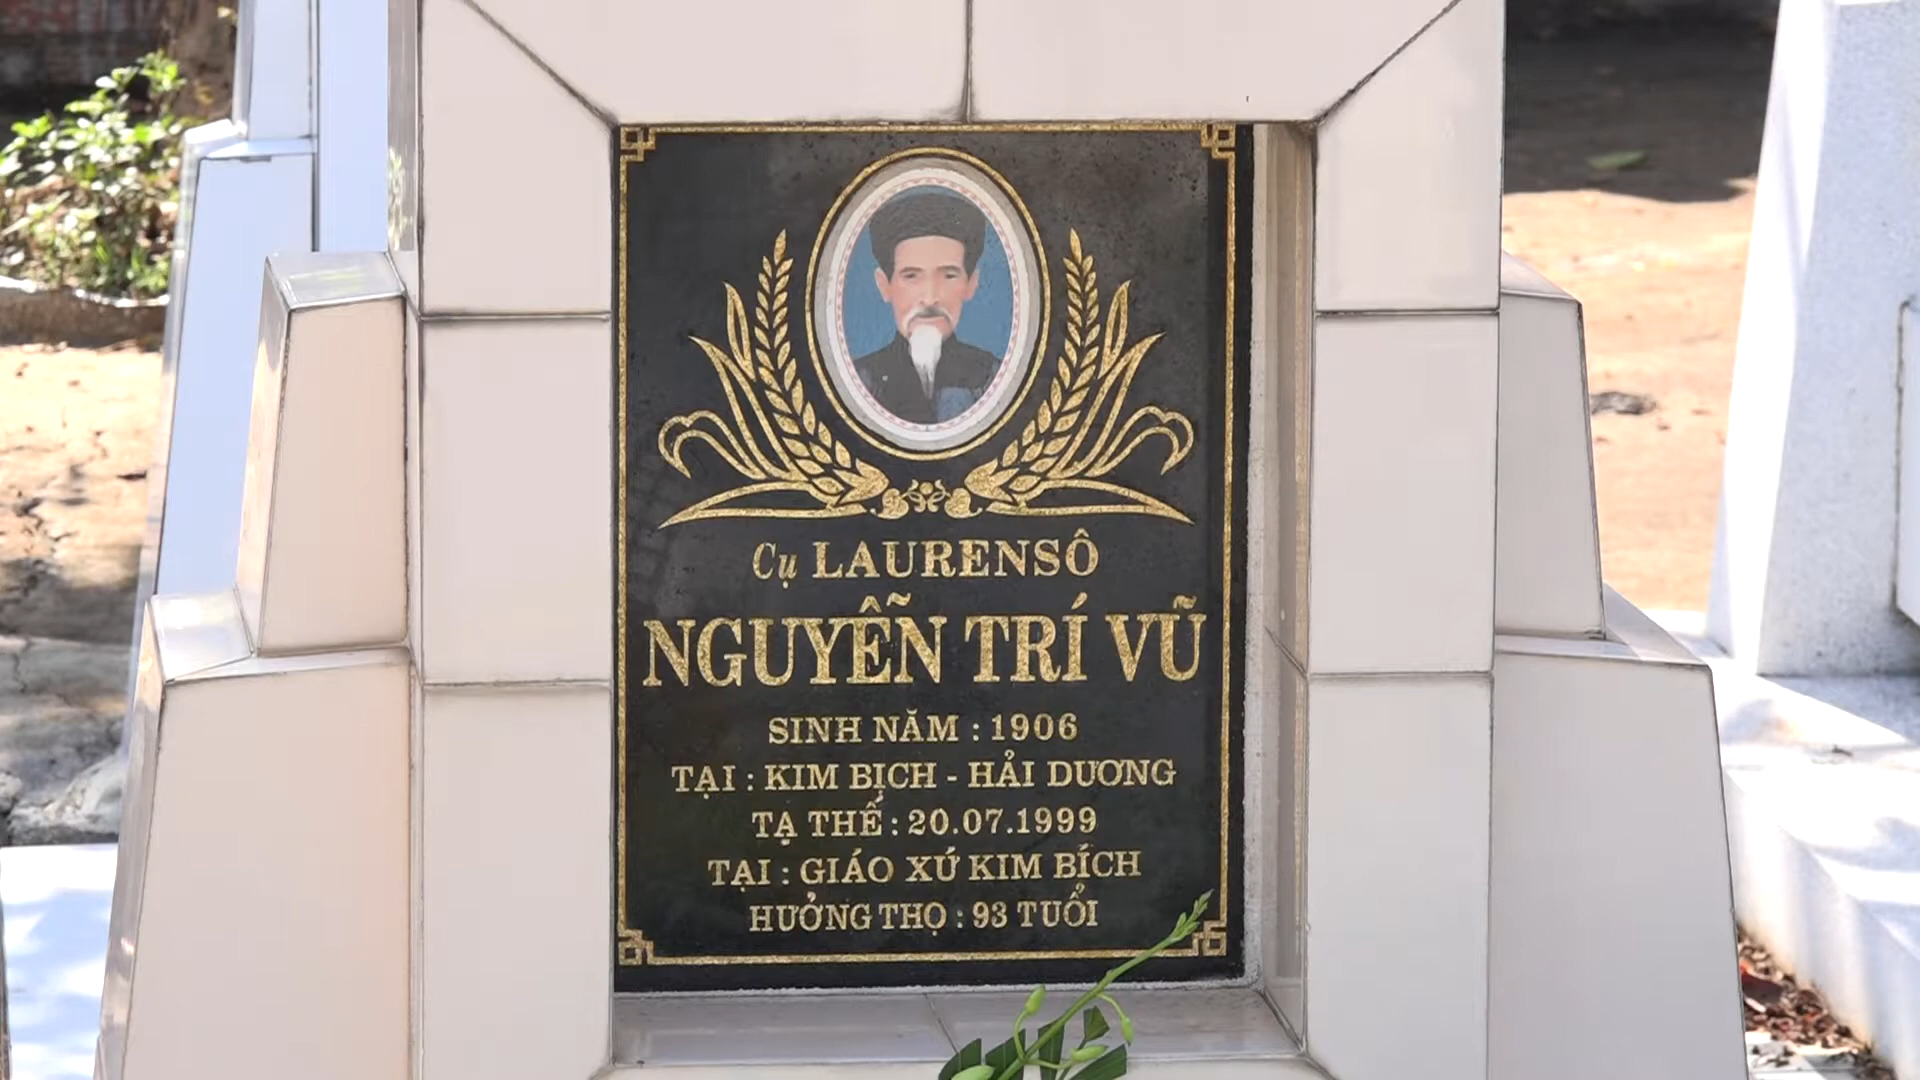 Cụ LAURENSÔ
NGUYỄN TRÍ VŨ
SINH NĂM : 1906
TẠI : KIM BỊCH - HẢI DƯƠNG
TẠ THẾ : 20.07.1999
TẠI : GIÁO XỨ KIM BÍCH
HƯỞNG THỌ : 93 TUỔI